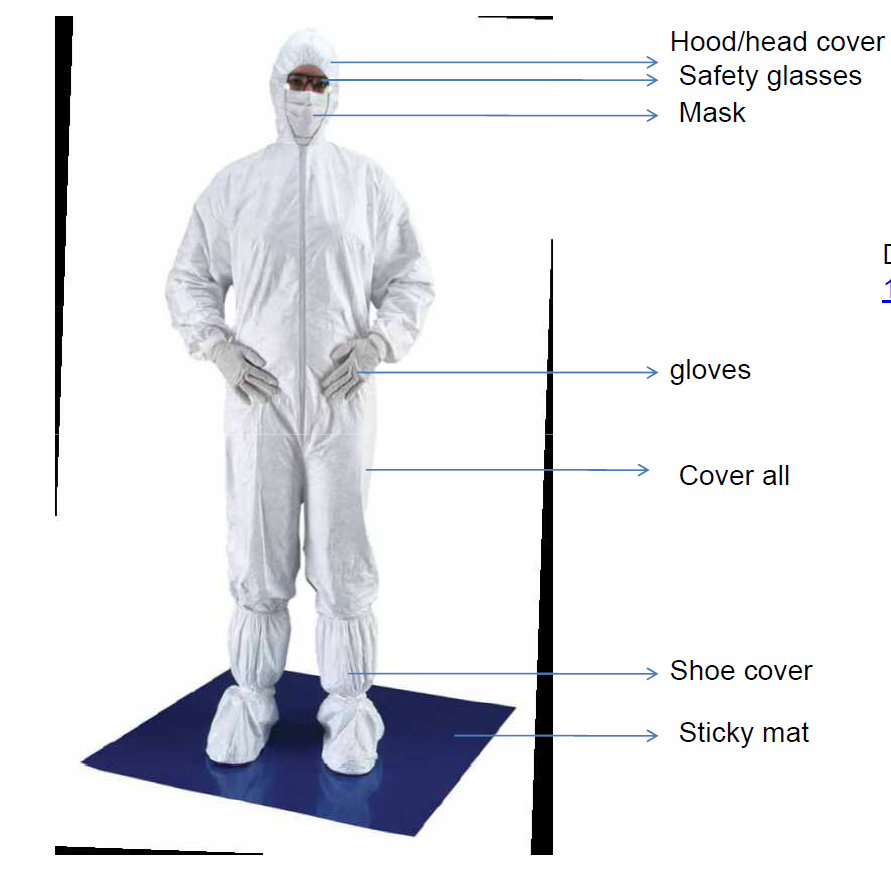 Hood/head cover
Safety glasses
Mask
gloves
Cover all
Shoe cover
Sticky mat